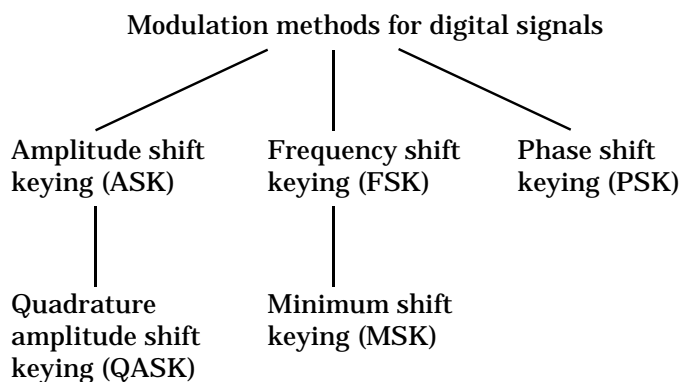 Modulation methods for digital signals
Amplitude shift
keying (ASK)
Frequency shift
keying (FSK)
Phase shift
keying (PSK)
Quadrature
amplitude shift
keying (QASK)
Minimum shift
keying (MSK)